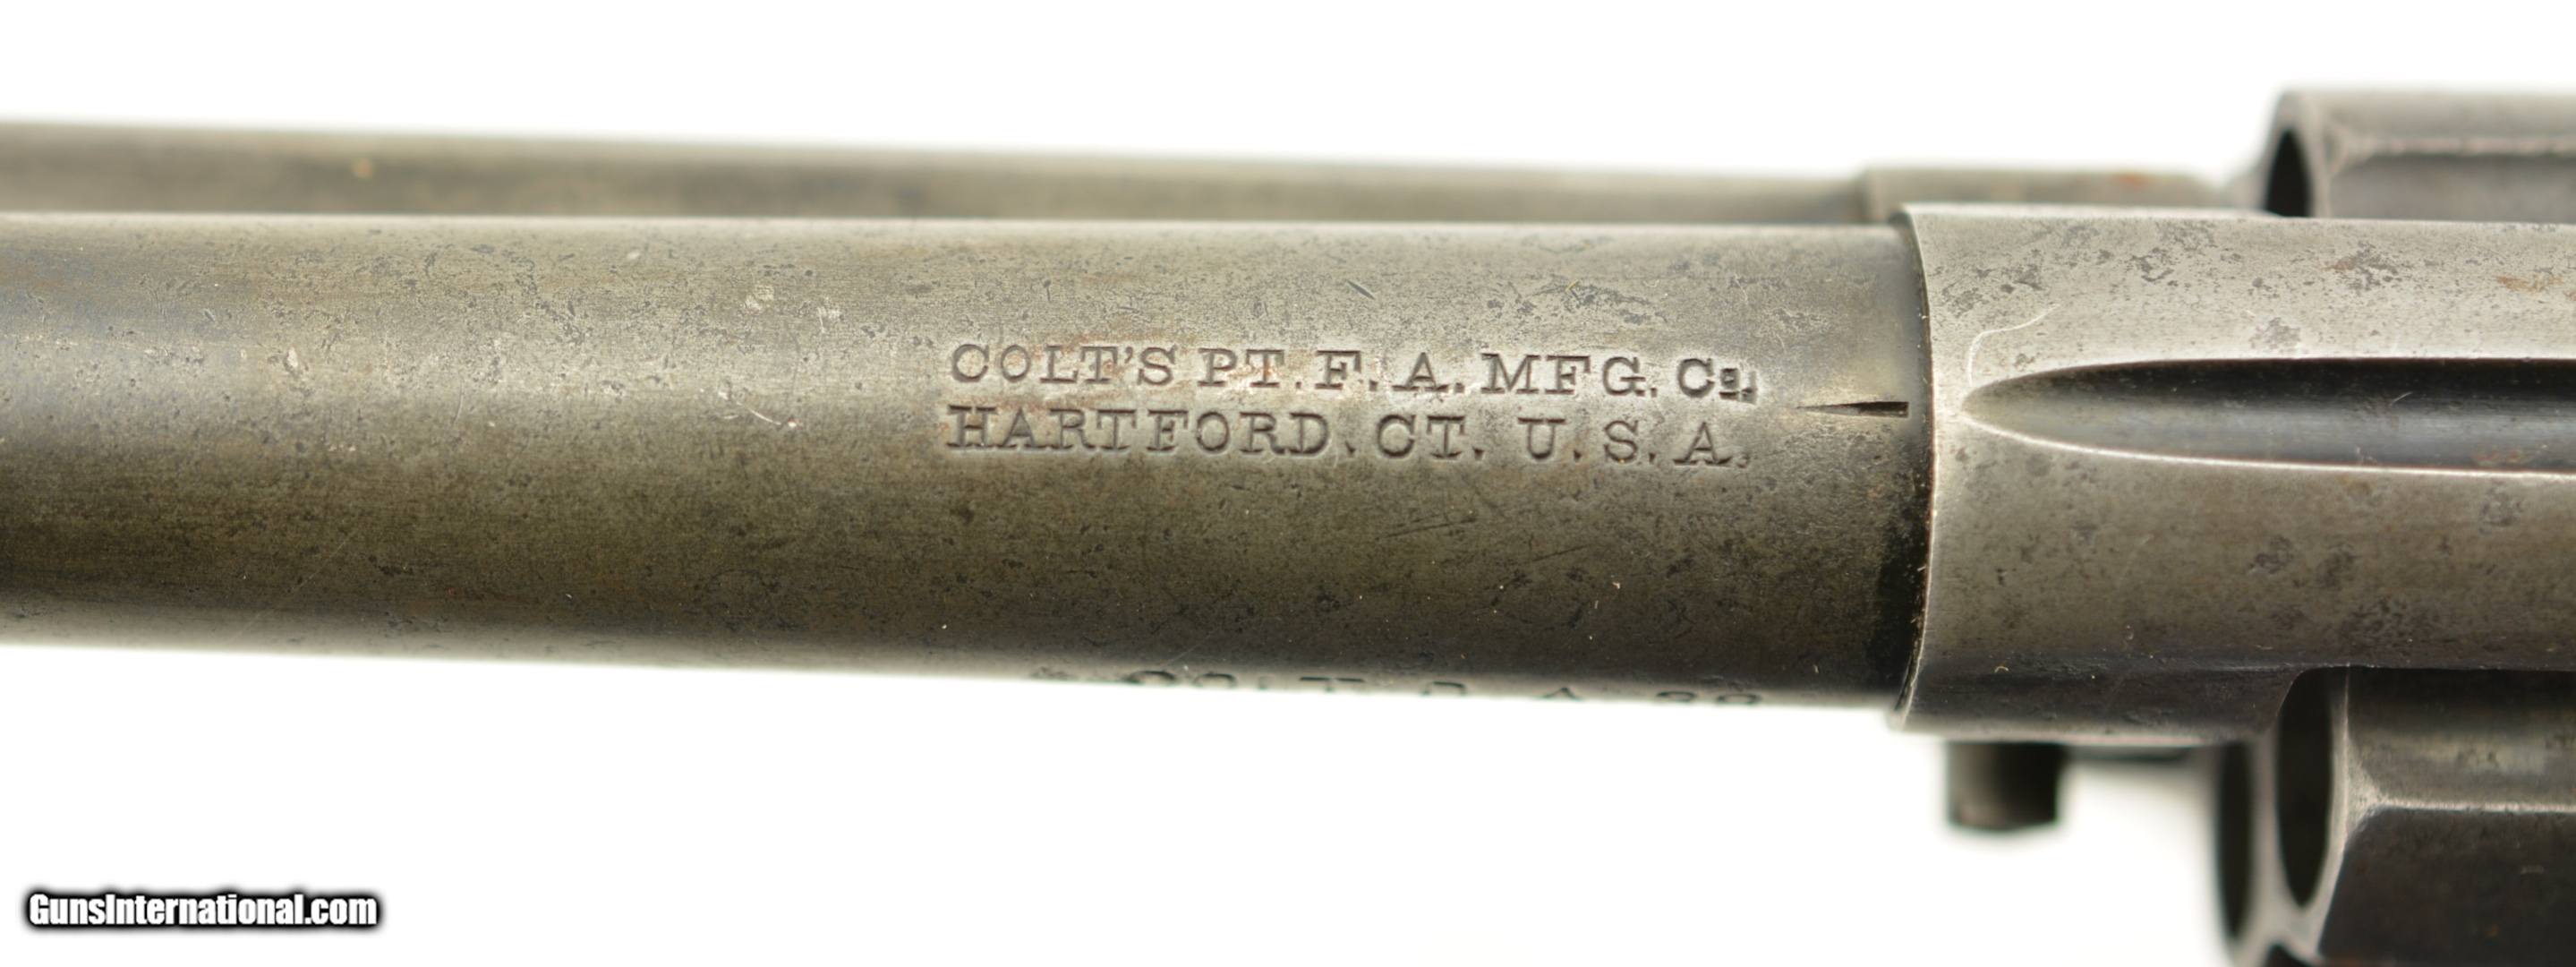 COLT'S PT. F. A. MFG. Co.
HARTFORD. CT. U. S. A.
GunsInternational.com